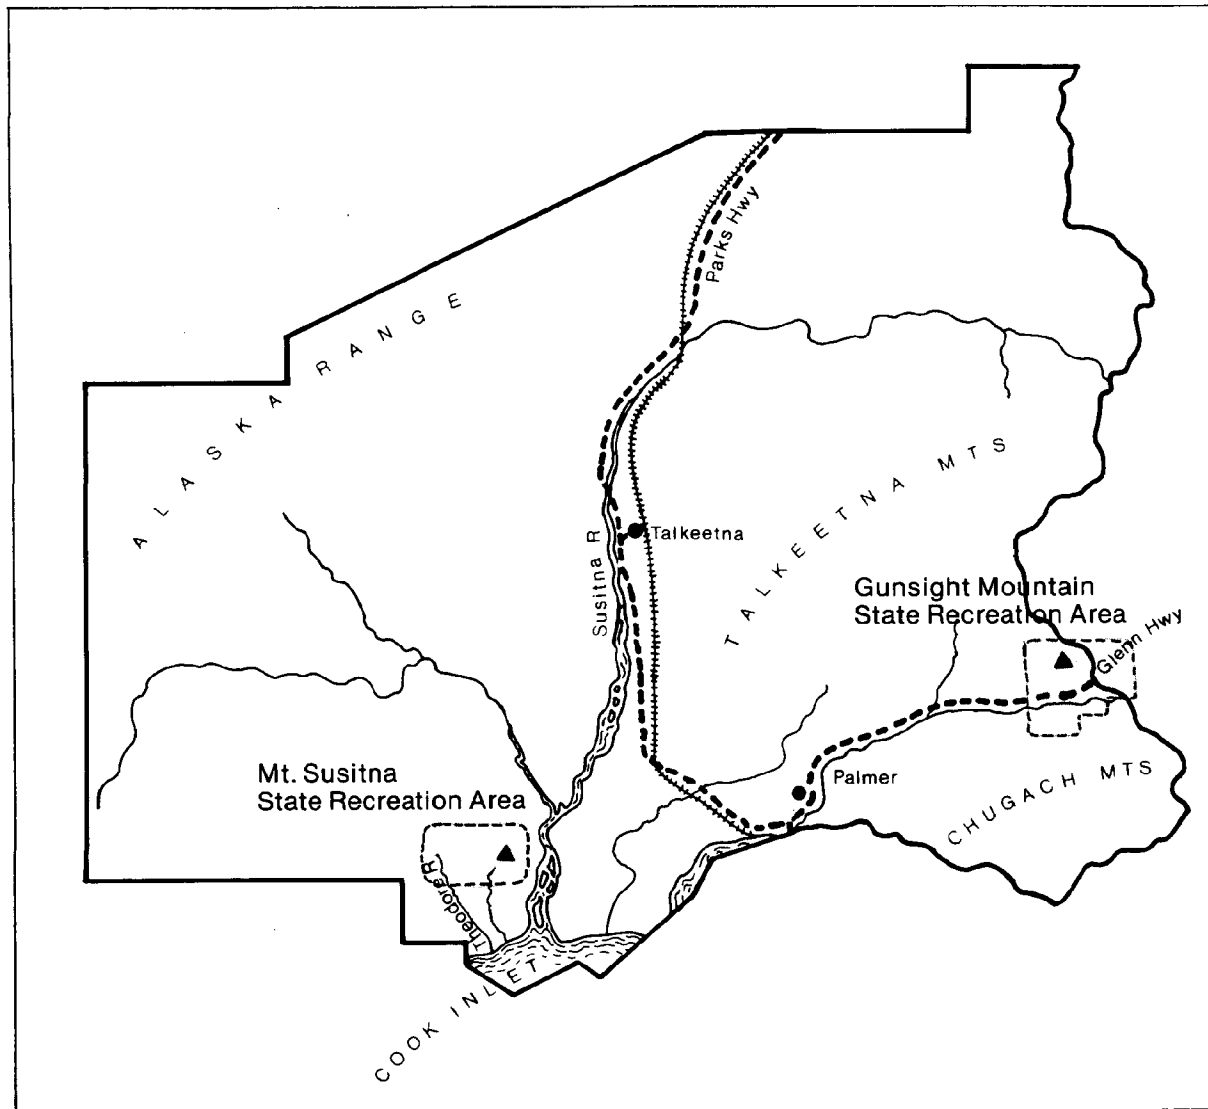 Parks Hwy
ALASKA RANGE
TALKEETNA MTS
Susitna R
Talkeetna
Gunsight Mountain
State Recreation Area
Glenn Hwy
Mt. Susitna
State Recreation Area
Palmer
CHUGACH MTS
Theodore R.
COOK INLET